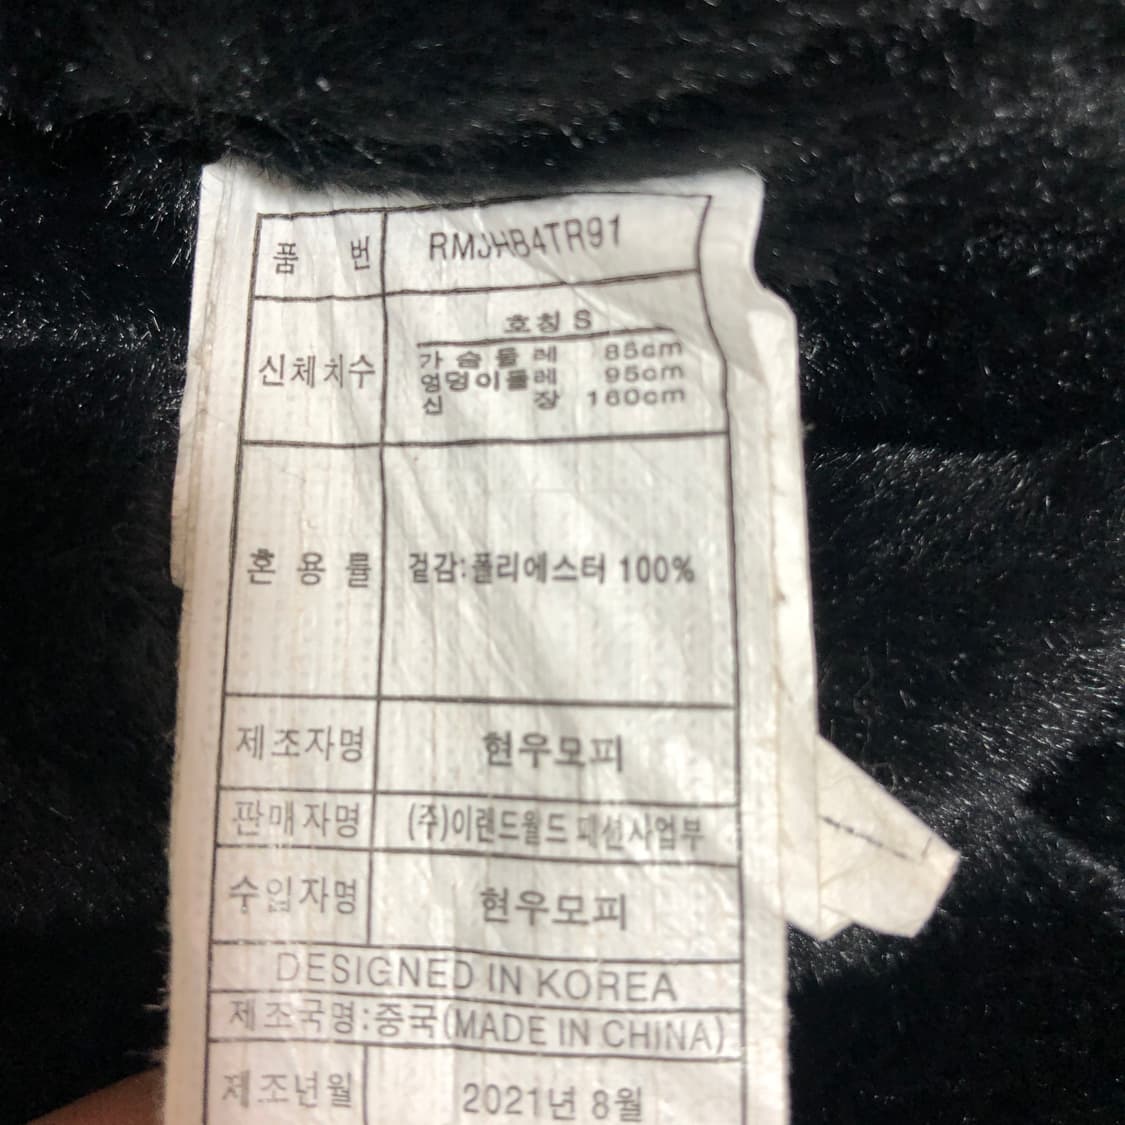 품 번 RMJHB4TR91
호칭 S
신체치수
가슴둘레 85cm
엉덩이둘레 95cm
신장 160cm
혼용률 겉감:폴리에스터 100%
제조자명 현우모피
판매자명 (주)이랜드월드 패션사업부
수입자명 현우모피
DESIGNED IN KOREA
제조국명:중국(MADE IN CHINA)
제조년월 2021년 8월